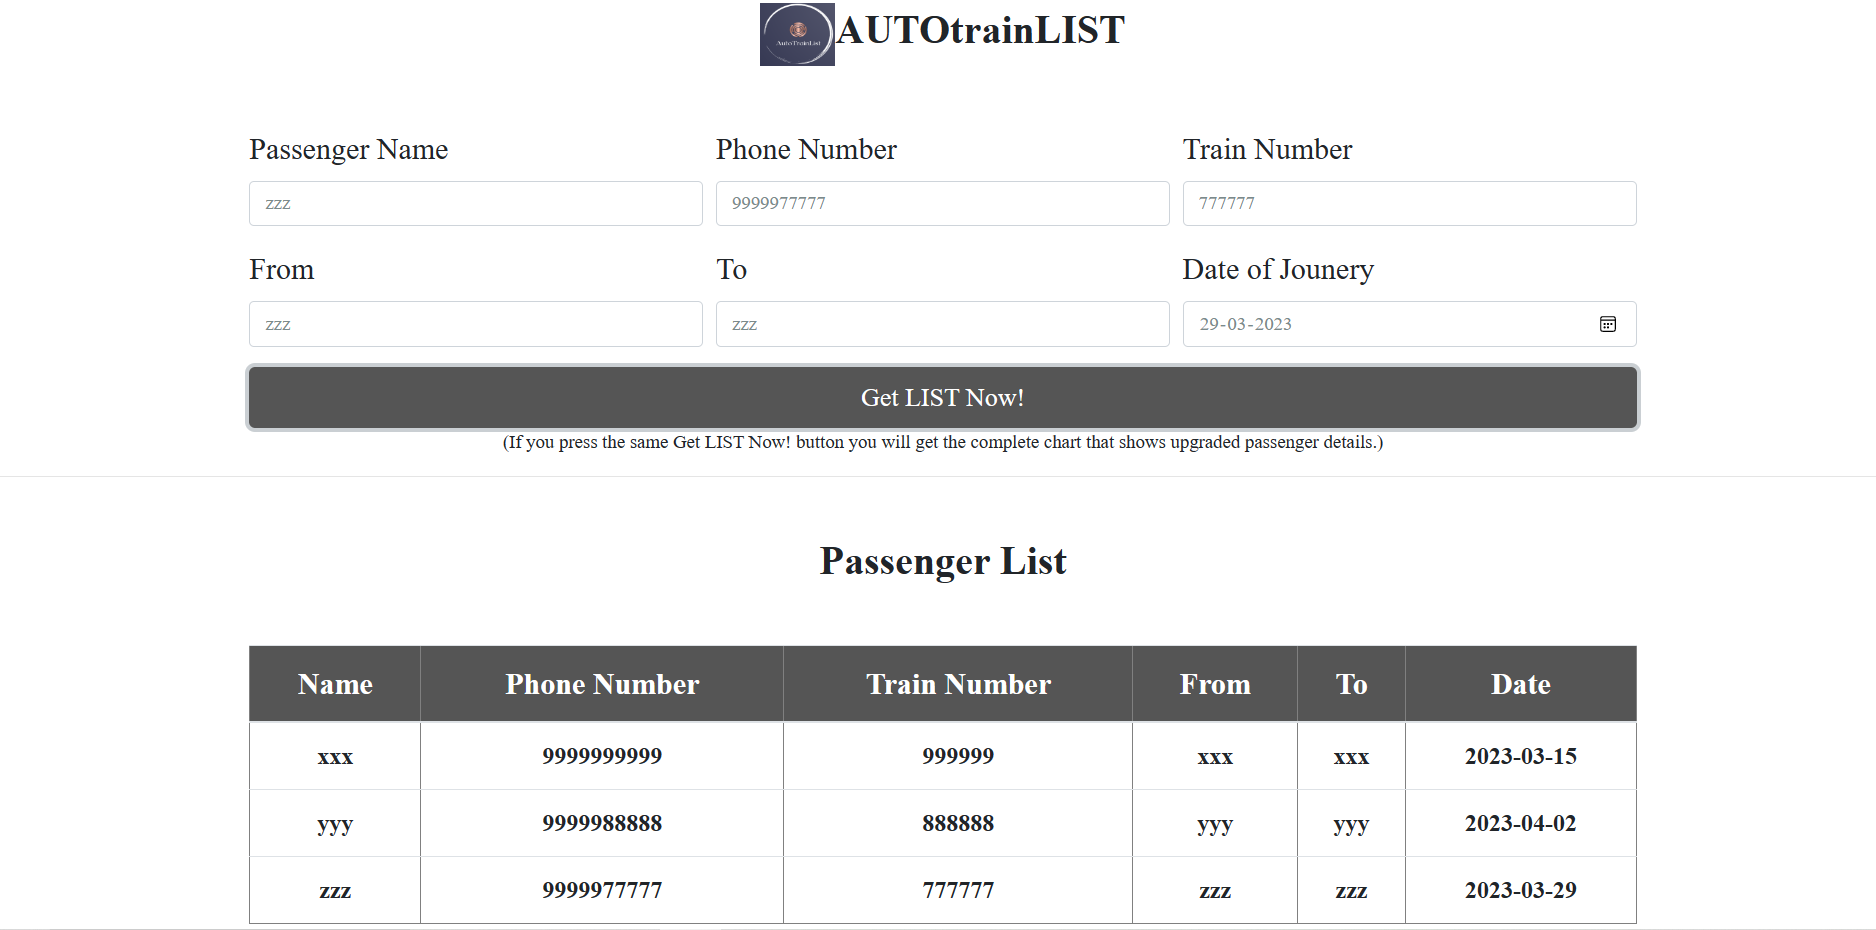 AutoTrainList
AUTOtrainLIST
Passenger Name Phone Number Train Number
zzz 9999977777 777777
From To Date of Jounery
zzz zzz 29-03-2023
Get LIST Now!
(If you press the same Get LIST Now! button you will get the complete chart that shows upgraded passenger details.)
Passenger List
Name Phone Number Train Number From To Date
xxx 9999999999 999999 xxx xxx 2023-03-15
yyy 9999988888 888888 yyy yyy 2023-04-02
zzz 9999977777 777777 zzz zzz 2023-03-29